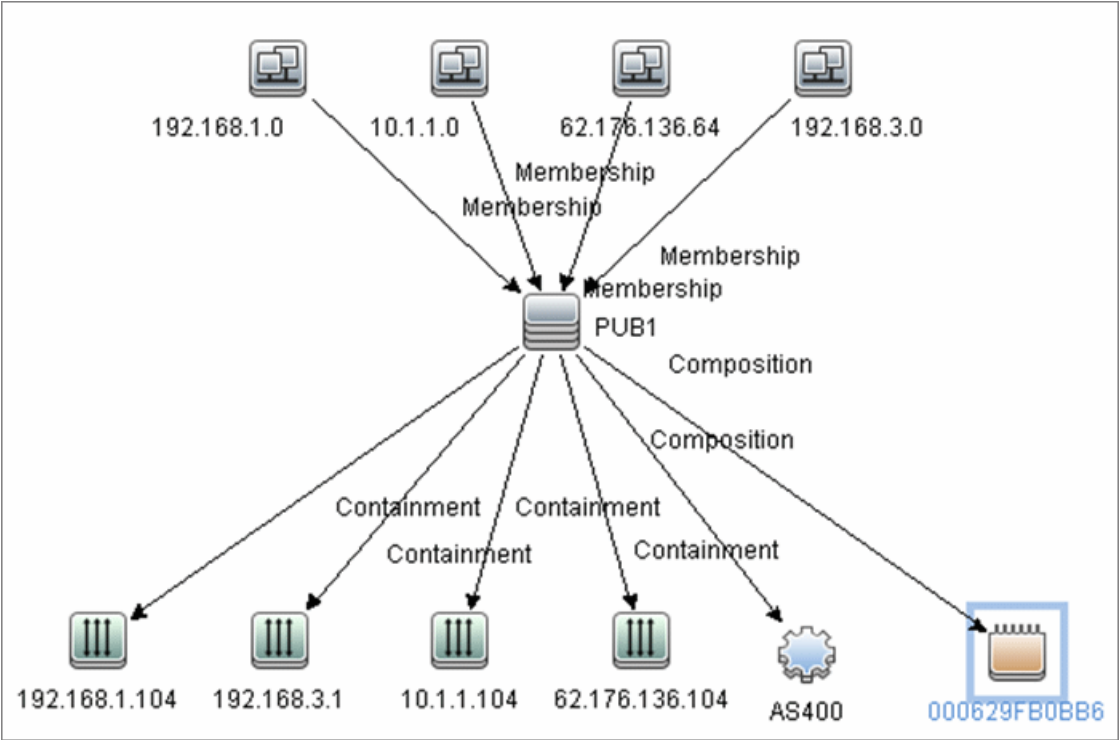 192.168.1.0
10.1.1.0
62.176.136.64
192.168.3.0
Membership
Membership
Membership
Membership
PUB1
Composition
Composition
Containment
Containment
Containment
Containment
192.168.1.104
192.168.3.1
10.1.1.104
62.176.136.104
AS400
000629FB0BB6